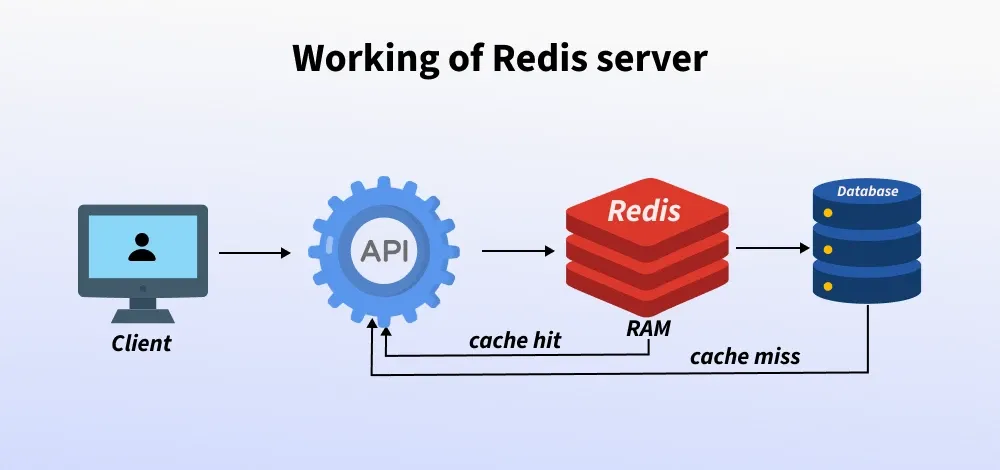 Working of Redis server
Database
Redis
API
RAM
Client
cache hit
cache miss